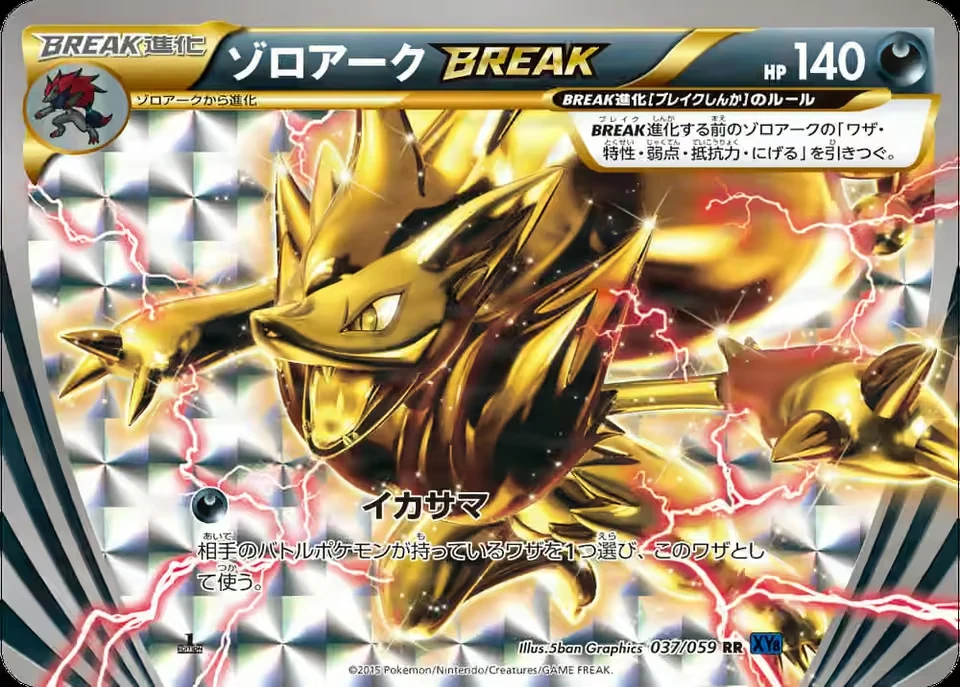 BREAK進化
ゾロアーク BREAK
HP 140
ゾロアークから進化
BREAK進化[ブレイクしんか]のルール
BREAK進化する前のゾロアークの「ワザ・
特性・弱点・抵抗力・にげる」を引きつぐ。
イカサマ
相手のバトルポケモンが持っているワザを1つ選び、このワザとし
て使う。
1 EDITION
Illus.5ban Graphics 037/059 RR XY8
©2015 Pokémon/Nintendo/Creatures/GAME FREAK.